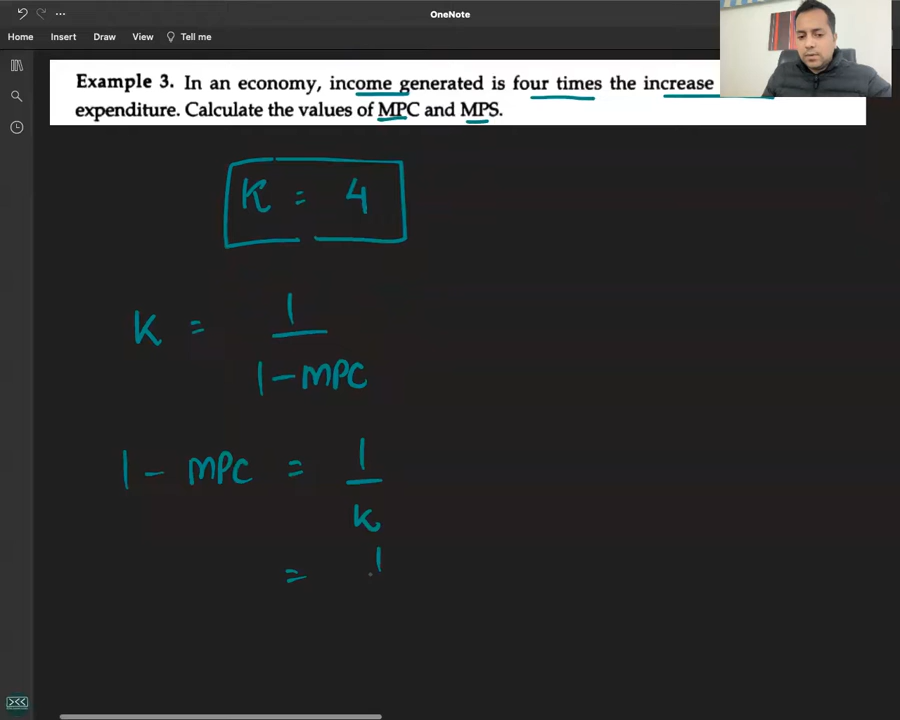 OneNote
Home Insert Draw View Tell me
Example 3. In an economy, income generated is four times the increase
expenditure. Calculate the values of MPC and MPS.
K = 4
K = 1
1 - MPC
1 - MPC = 1
K
= 1